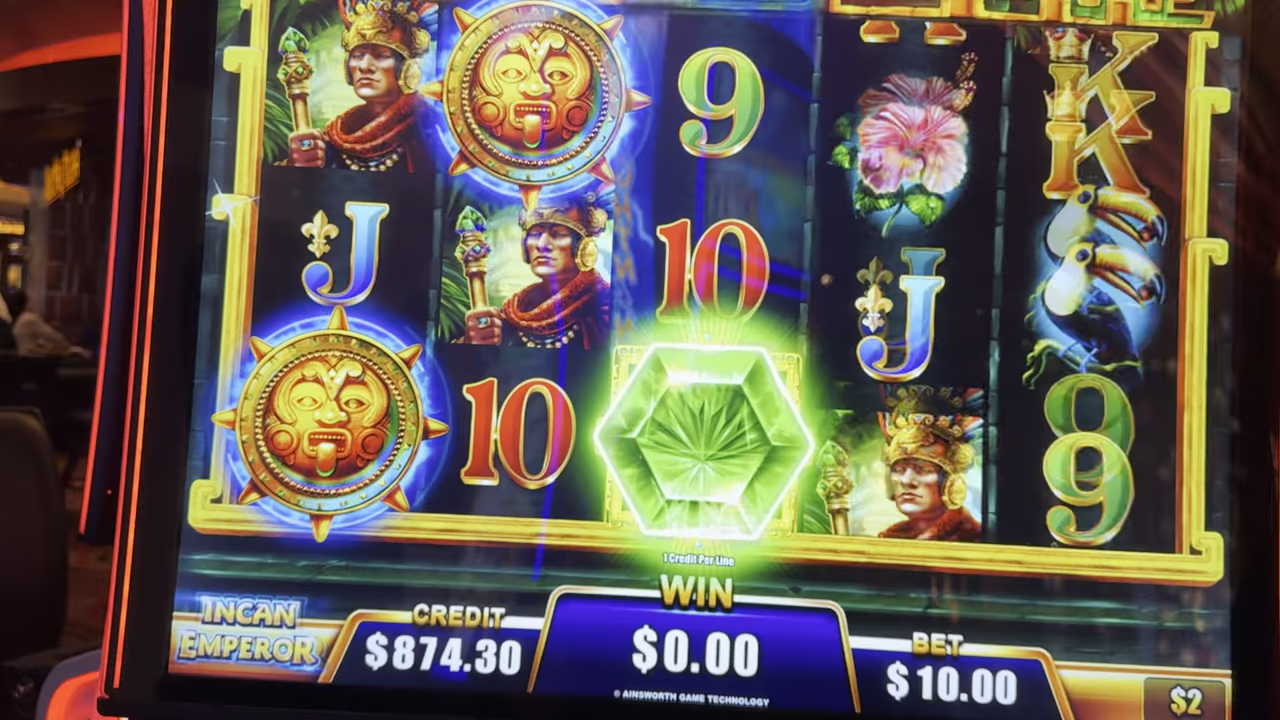 9
K
K
J
10
J
10
9
1 Credit Per Line
WIN
INCAN
EMPEROR
CREDIT
$874.30
$0.00
BET
$10.00
© AINSWORTH GAME TECHNOLOGY
$2